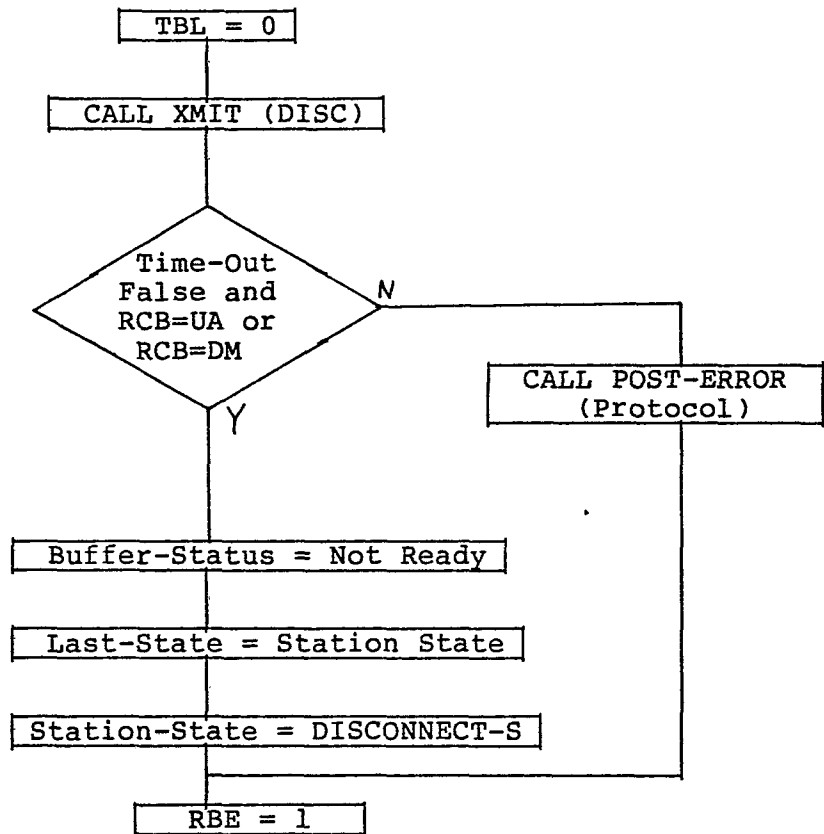 TBL = 0
CALL XMIT (DISC)
Time-Out
False and
RCB=UA or
RCB=DM
N
Y
CALL POST-ERROR
(Protocol)
Buffer-Status = Not Ready
Last-State = Station State
Station-State = DISCONNECT-S
RBE = 1